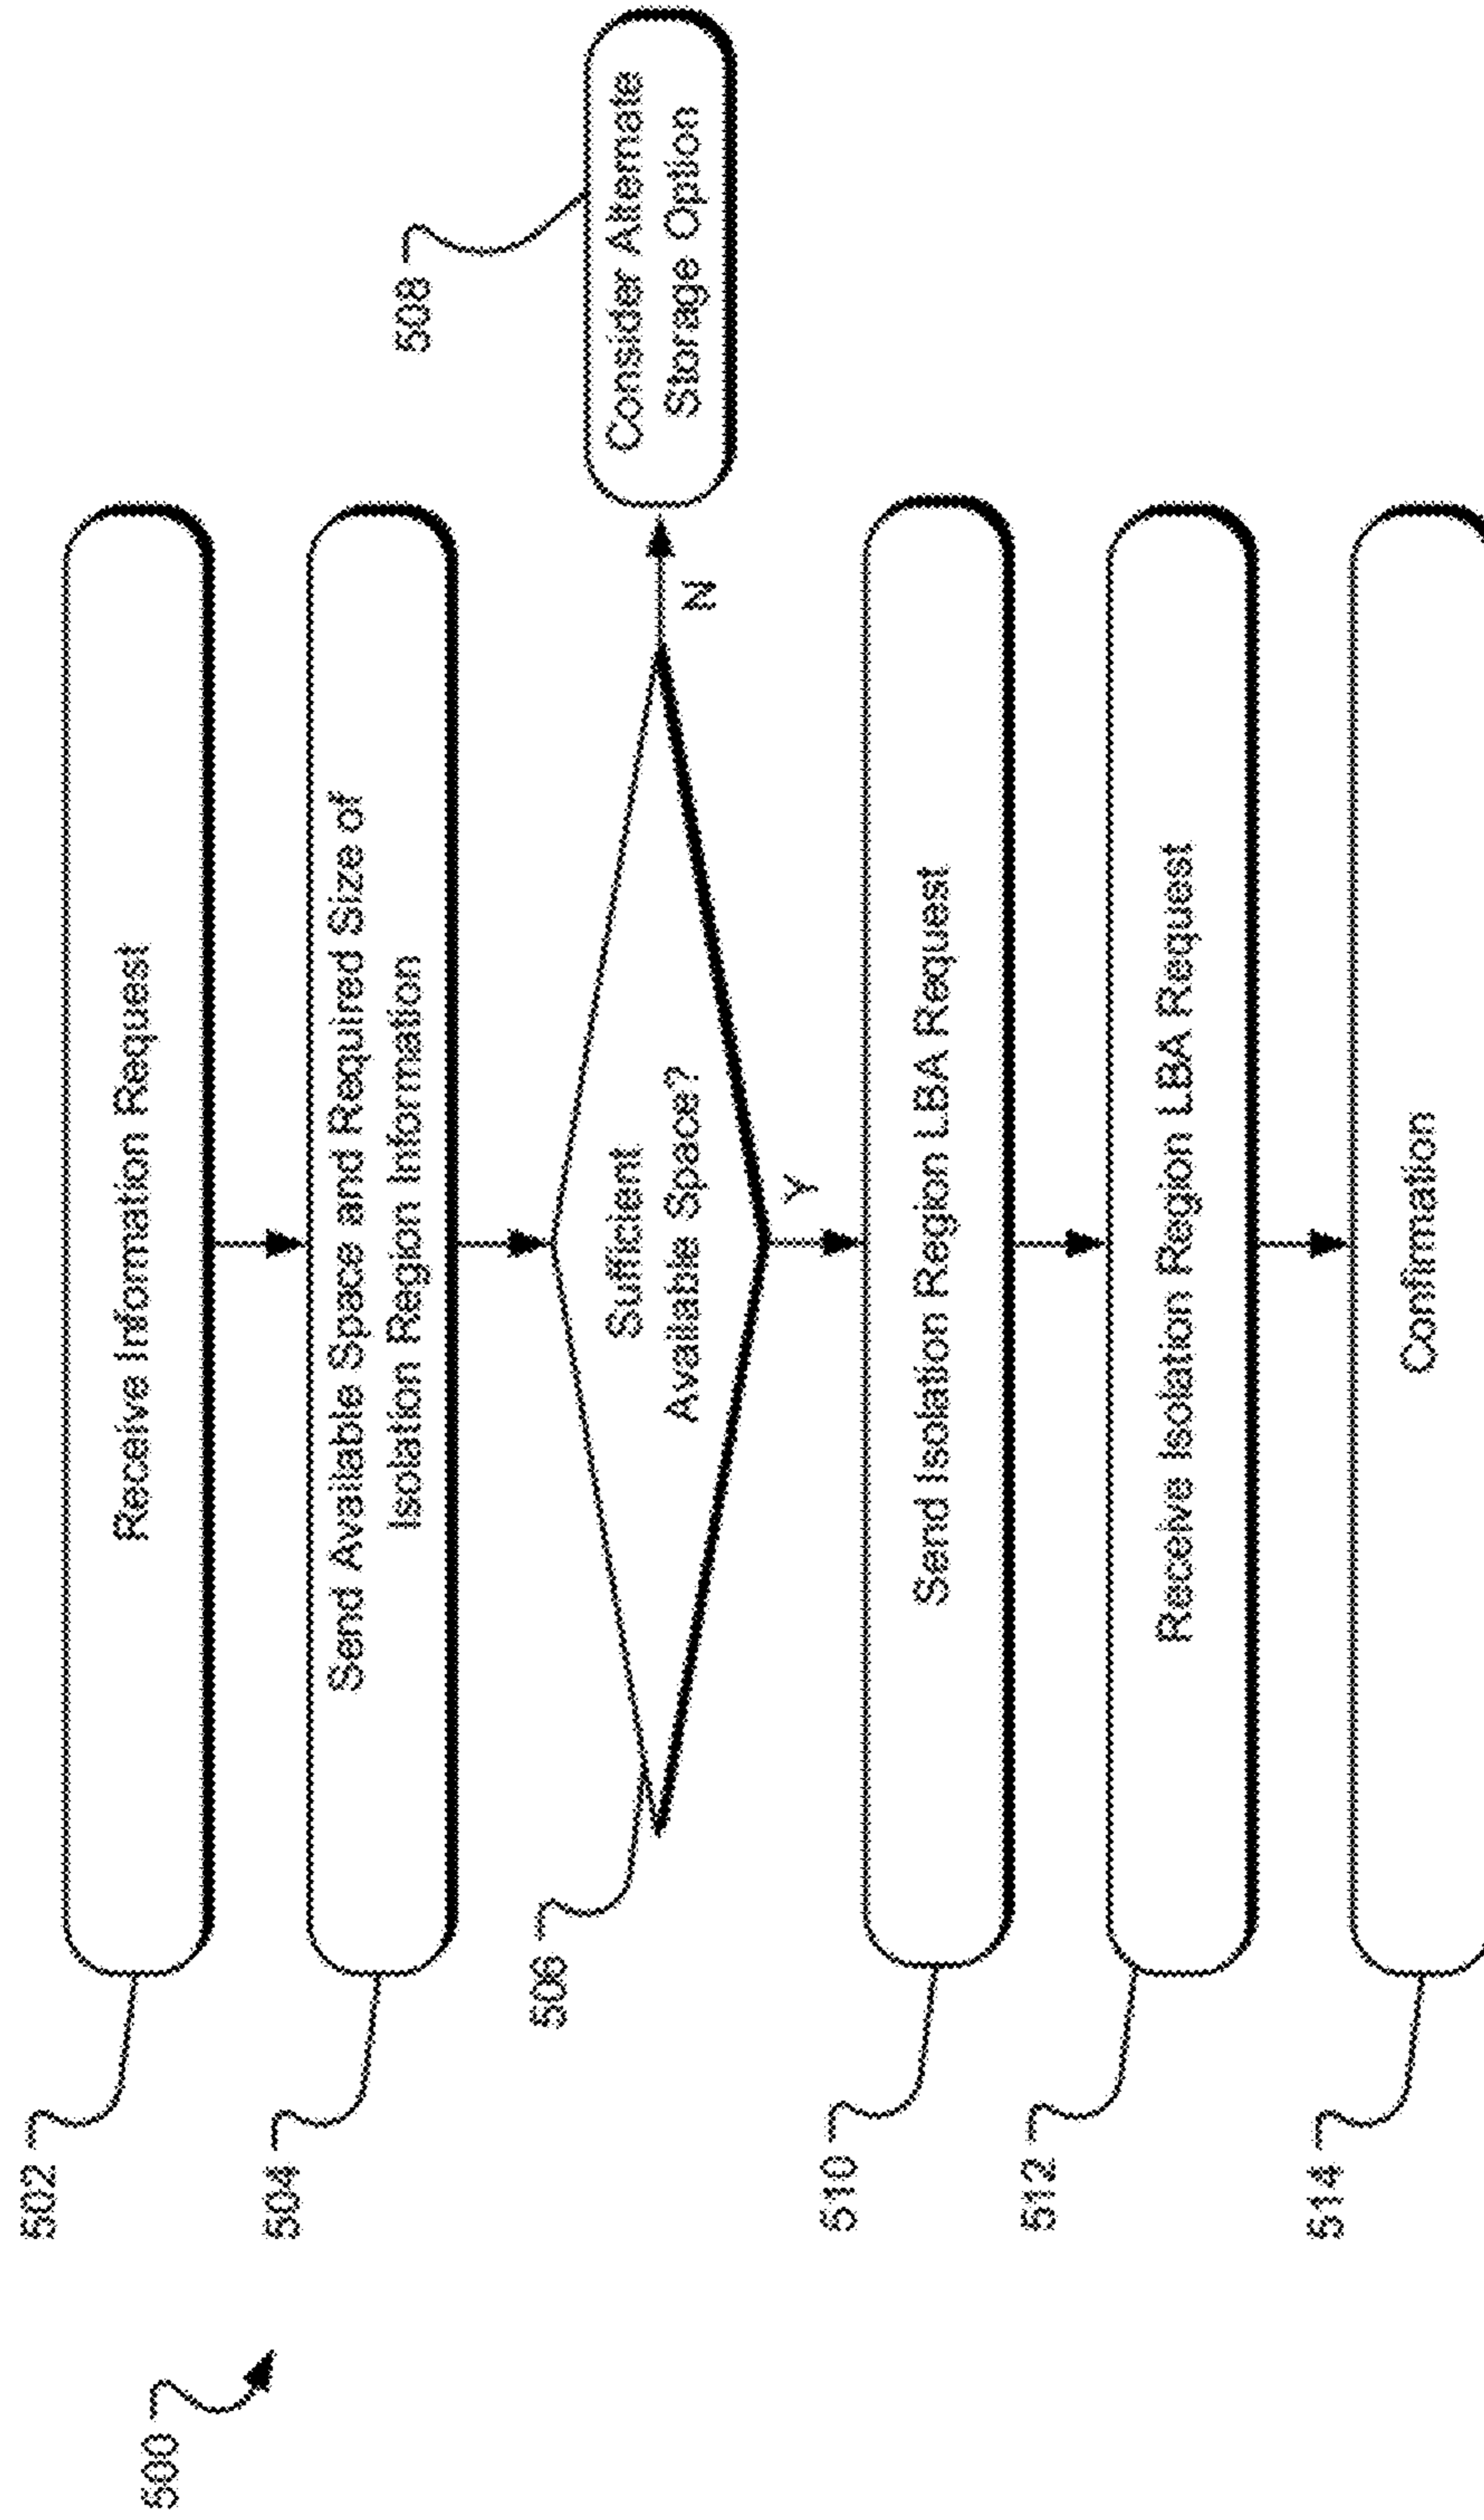 500
502
Receive Information Request
504
Send Available Space and Required Size of
Isolation Region Information
506
Sufficient
Available Space?
N
508
Consider Alternate
Storage Option
Y
510
Send Isolation Region LBA Request
512
Receive Isolation Region LBA Request
514
Confirmation